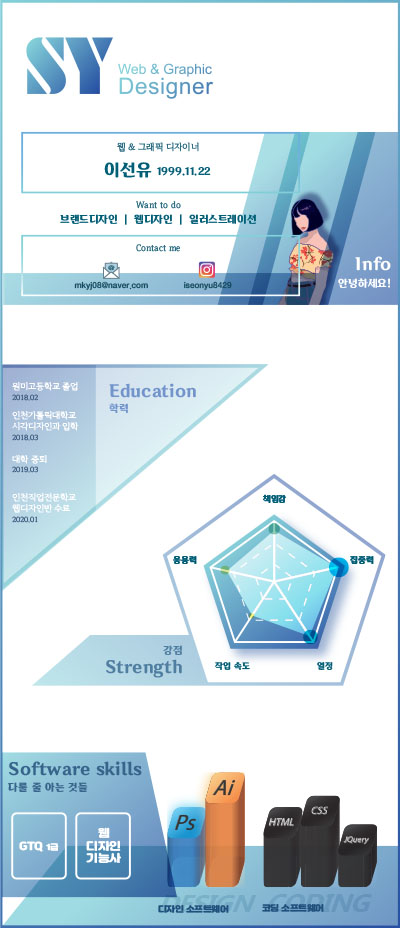 SY
Web & Graphic
Designer
웹 & 그래픽 디자이너
이선유 1999.11.22
Want to do
브랜드디자인 | 웹디자인 | 일러스트레이션
Contact me
mkyj08@naver.com
iseonyu8429
Info
안녕하세요!
Education
학력
원미고등학교 졸업
2018.02
인천가톨릭대학교
시각디자인과 입학
2018.03
대학 중퇴
2019.03
인천직업전문학교
웹디자인반 수료
2020.01
책임감
응용력
집중력
작업 속도
열정
강점
Strength
Software skills
다룰 줄 아는 것들
GTQ 1급
웹
디자인
기능사
Ps
Ai
HTML
CSS
JQuery
DESIGN
CODING
디자인 소프트웨어
코딩 소프트웨어